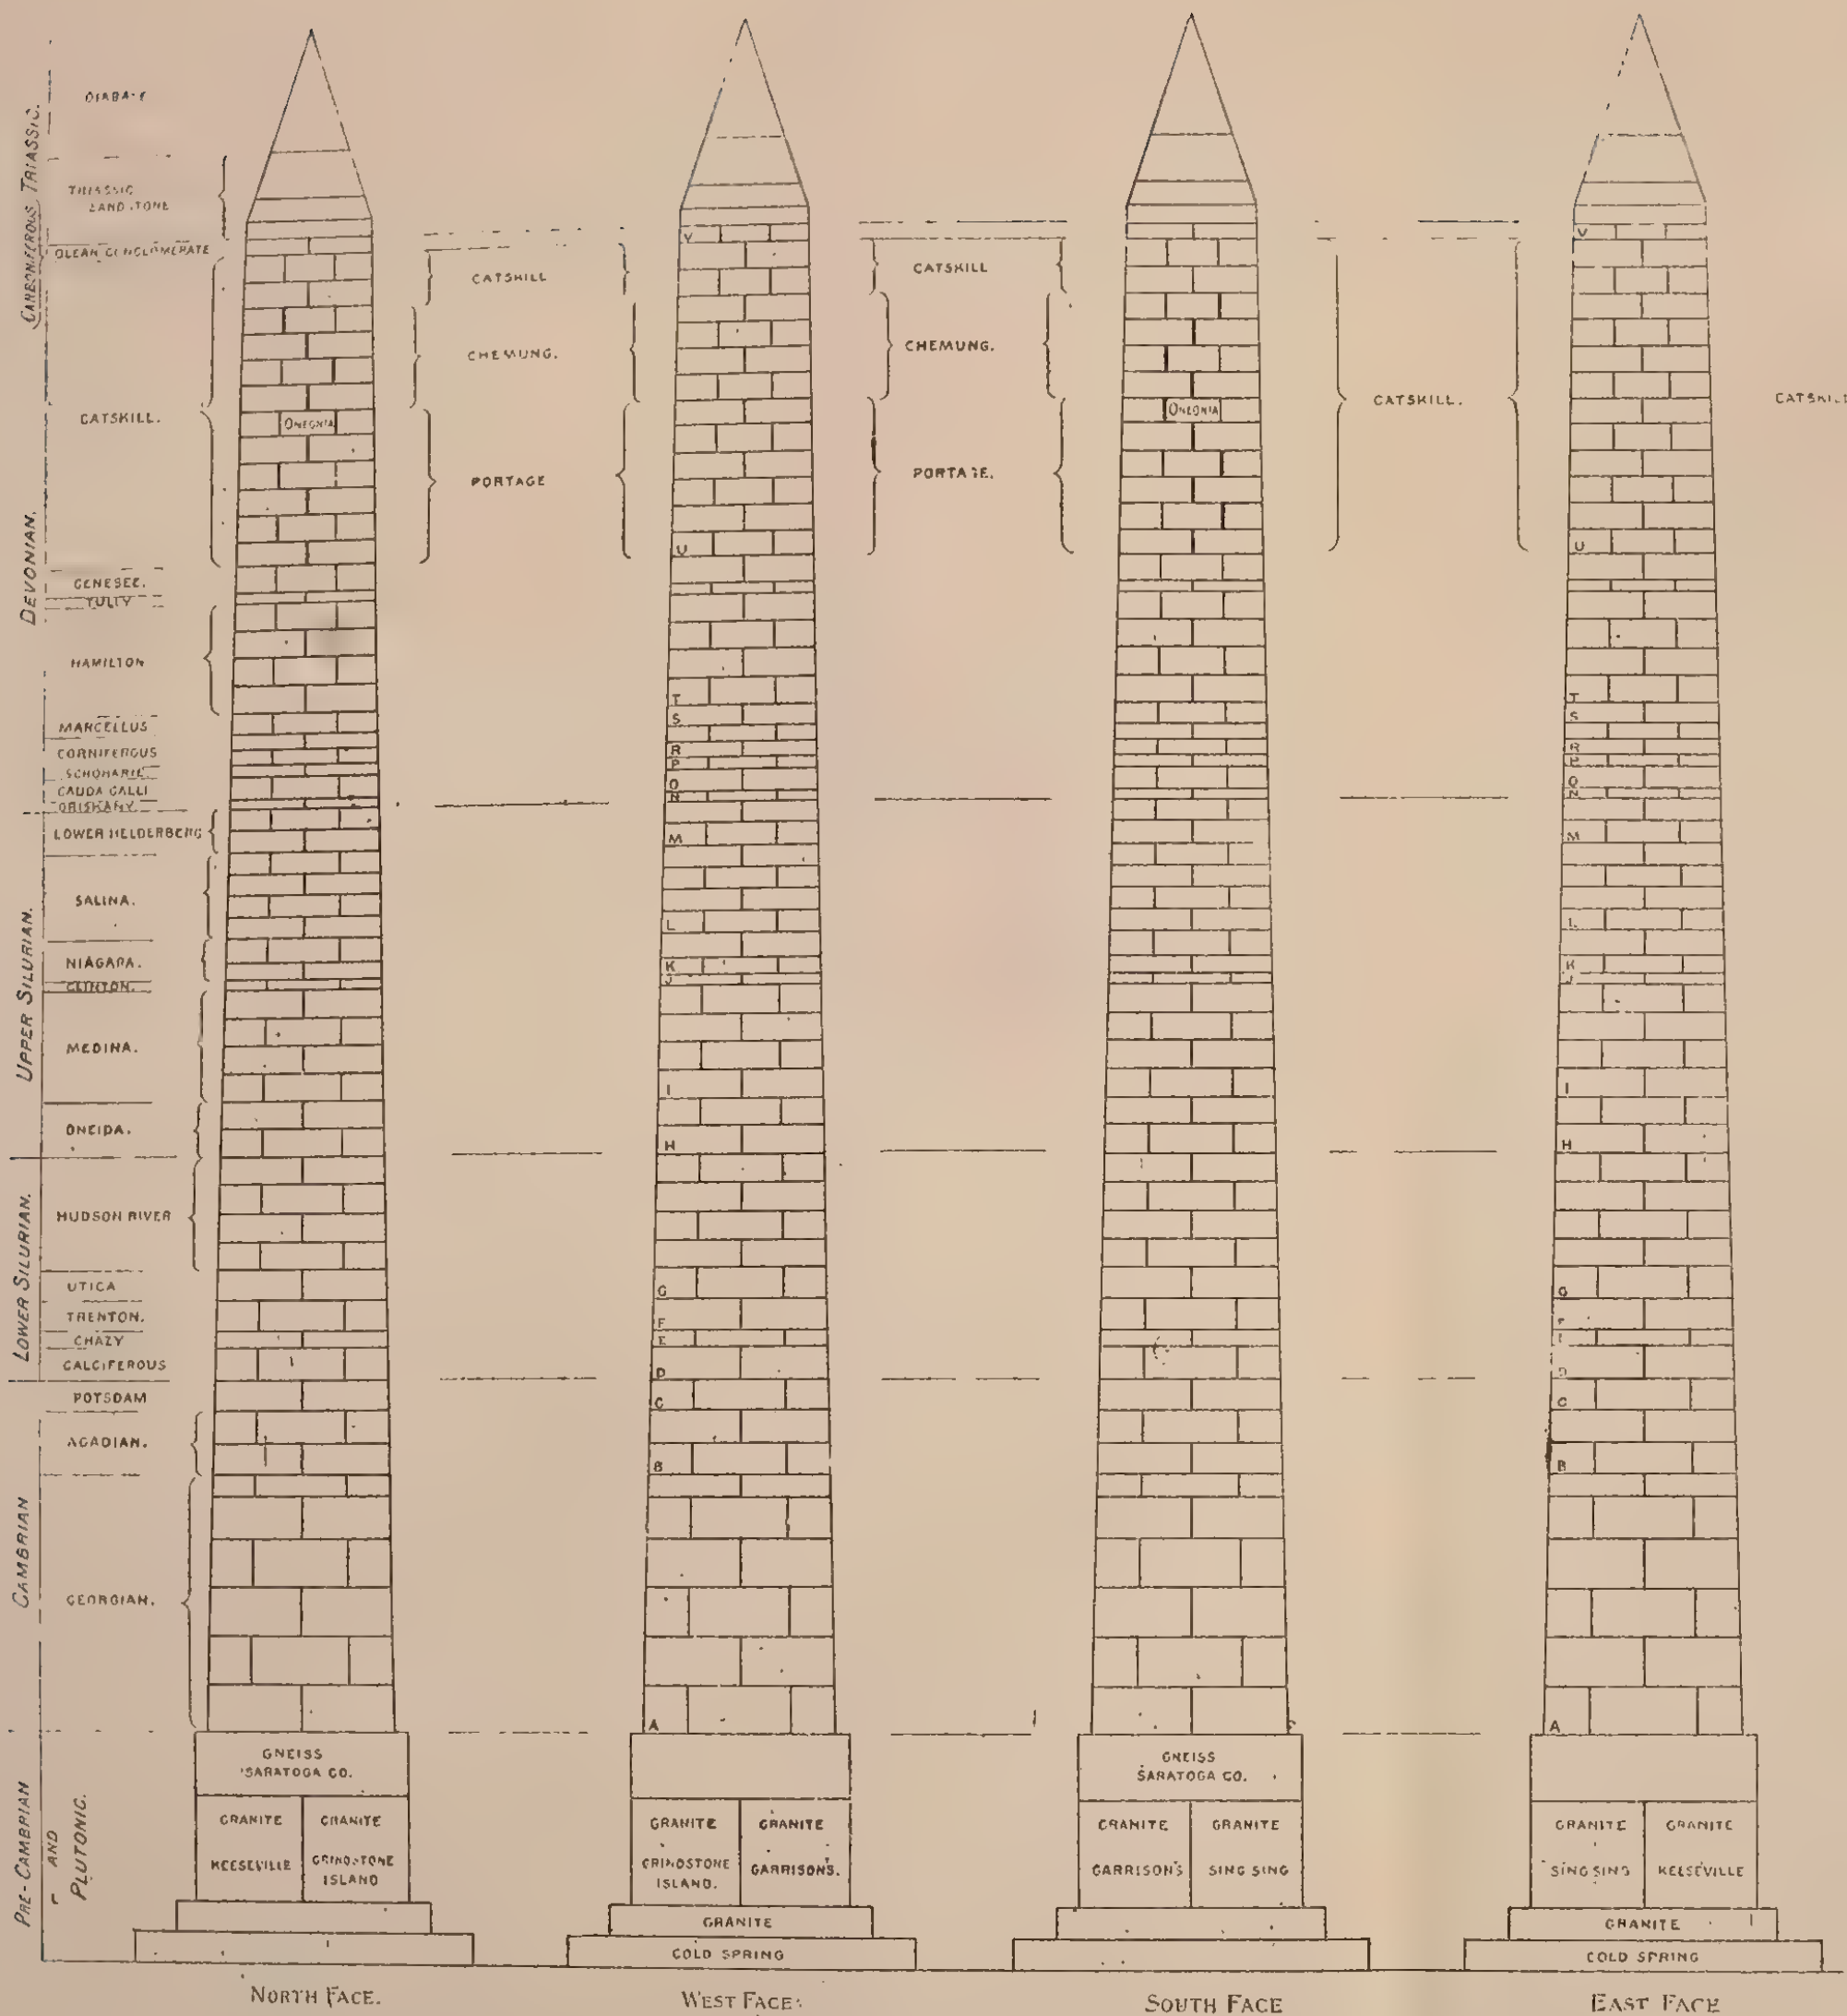 TRIASSIC.
CARBONIFEROUS
DEVONIAN.
UPPER SILURIAN.
LOWER SILURIAN.
CAMBRIAN
PRE-CAMBRIAN
AND
PLUTONIC.
TRIASSIC
OLEAN CONGLOMERATE
CATSKILL.
GENESEE.
TULLY
HAMILTON
MARCELLUS
CORNIFEROUS
SCHOHARIE
CAUDA GALLI
ORISKANY
LOWER HELDERBERG
SALINA.
NIAGARA.
CLINTON.
MEDINA.
ONEIDA.
HUDSON RIVER
UTICA
TRENTON.
CHAZY
CALCIFEROUS
POTSDAM
ACADIAN.
GEORGIAN.
ONEONTA
GNEISS
SARATOGA CO.
GRANITE
KEESEVILLE
GRANITE
GRINDSTONE
ISLAND
NORTH FACE.
CATSKILL
CHEMUNG.
PORTAGE
V
U
T
S
R
P
O
N
M
L
K
J
I
H
G
F
E
D
C
B
A
GRANITE
GRINDSTONE
ISLAND.
GRANITE
GARRISON'S.
GRANITE
COLD SPRING
WEST FACE.
CATSKILL
CHEMUNG.
PORTAGE.
ONEONTA
GNEISS
SARATOGA CO.
GRANITE
GARRISON'S
GRANITE
SING SING
SOUTH FACE
CATSKILL.
V
U
T
S
R
P
O
N
M
L
K
J
I
H
G
F
D
C
B
A
GRANITE
SING SING
GRANITE
KEESEVILLE
GRANITE
COLD SPRING
EAST FACE
CATSKILL